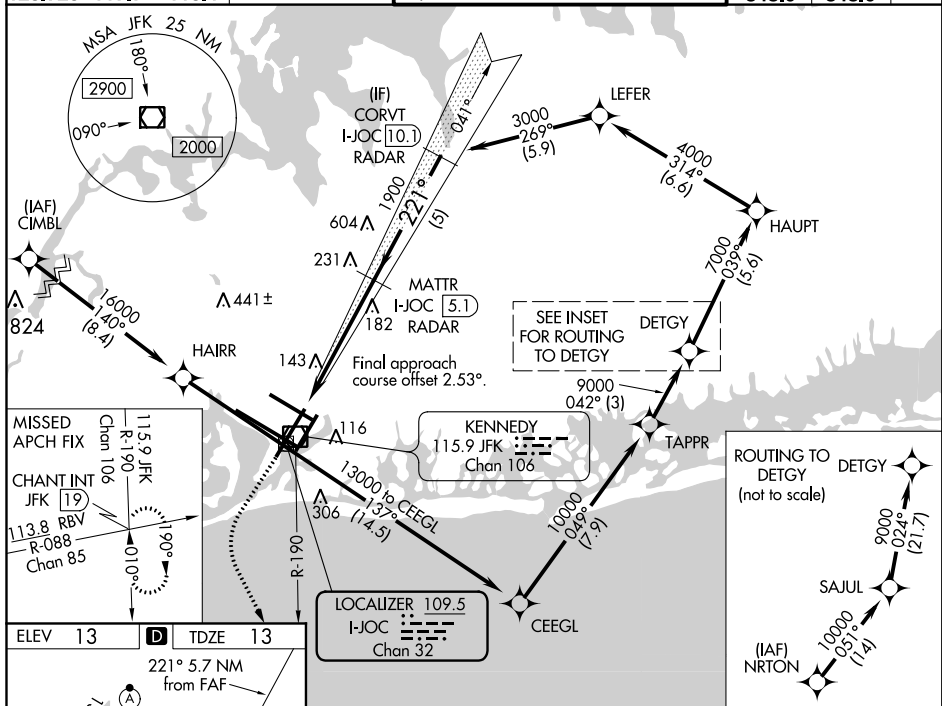 MSA JFK 25 NM
180°
2900
090°
2000
(IF)
CORVT
I-JOC 10.1
RADAR
041°
1900
221°
(5)
3000
269°
(5.9)
LEFER
4000
314°
(6.6)
HAUPT
7000
039°
(5.6)
(IAF)
CIMBL
824
16000
140°
(8.4)
441±
604
231
MATTR
I-JOC 5.1
RADAR
182
143
Final approach
course offset 2.53°.
HAIRR
SEE INSET
FOR ROUTING
TO DETGY
DETGY
9000
042° (3)
TAPPR
116
KENNEDY
115.9 JFK
Chan 106
306
13000 to CEEGL
137°
(14.5)
10000
049°
(7.9)
CEEGL
R-190
LOCALIZER 109.5
I-JOC
Chan 32
MISSED
APCH FIX
115.9 JFK
R-190
Chan 106
CHANT INT
JFK 19
113.8 RBV
R-088
Chan 85
190°
010°
ROUTING TO
DETGY
(not to scale)
DETGY
9000
024°
(21.7)
SAJUL
10000
051°
(14)
(IAF)
NRTON
ELEV 13
D
TDZE 13
221° 5.7 NM
from FAF
A